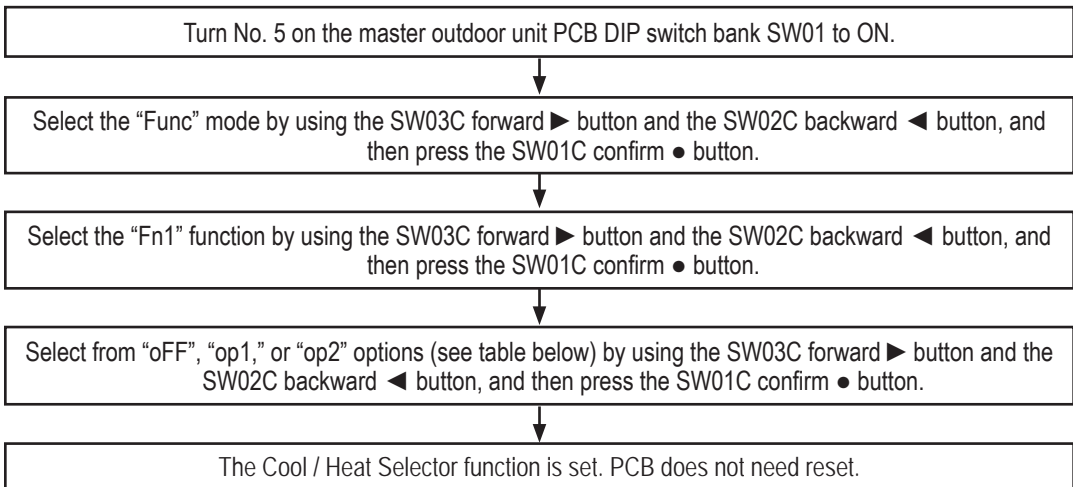 Turn No. 5 on the master outdoor unit PCB DIP switch bank SW01 to ON.
Select the “Func” mode by using the SW03C forward ► button and the SW02C backward ◄ button, and
then press the SW01C confirm ● button.
Select the “Fn1” function by using the SW03C forward ► button and the SW02C backward ◄ button, and
then press the SW01C confirm ● button.
Select from “oFF”, “op1,” or “op2” options (see table below) by using the SW03C forward ► button and the
SW02C backward ◄ button, and then press the SW01C confirm ● button.
The Cool / Heat Selector function is set. PCB does not need reset.